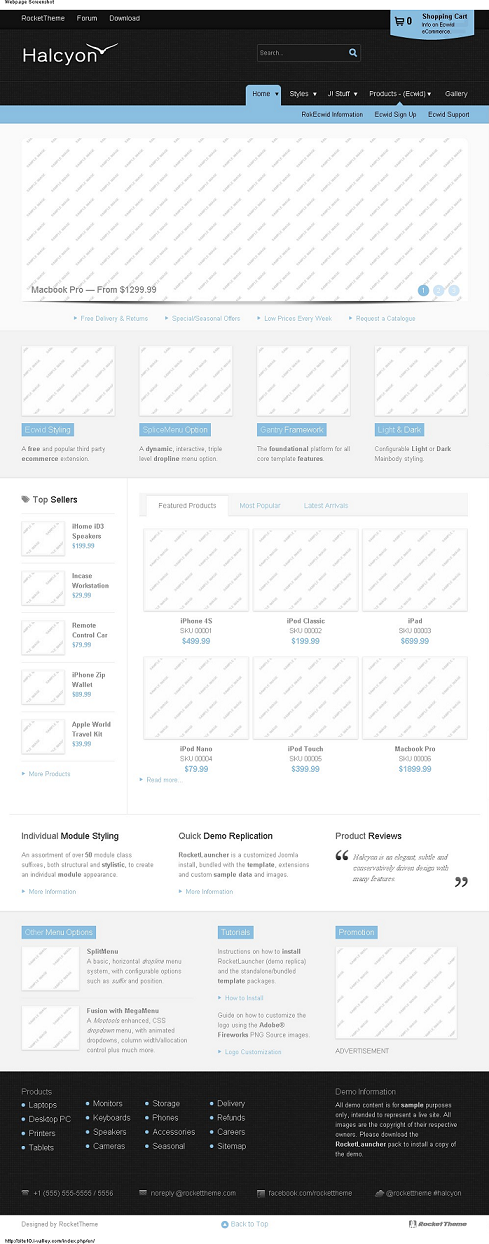 Webpage Screenshot
RocketTheme Forum Download
0 Shopping Cart
Info on Ecwid
eCommerce.
Halcyon
Search...
Home Styles J! Stuff Products - (Ecwid) Gallery
RokEcwid Information Ecwid Sign Up Ecwid Support
Macbook Pro — From $1299.99
1 2 3
Free Delivery & Returns Special/Seasonal Offers Low Prices Every Week Request a Catalogue
Ecwid Styling
A free and popular third party
ecommerce extension.
SpliceMenu Option
A dynamic, interactive, triple
level dropline menu option.
Gantry Framework
The foundational platform for all
core template features.
Light & Dark
Configurable Light or Dark
Mainbody styling.
Top Sellers
iHome iD3
Speakers
$199.99
Incase
Workstation
$29.99
Remote
Control Car
$79.99
iPhone Zip
Wallet
$89.99
Apple World
Travel Kit
$39.99
More Products
Featured Products Most Popular Latest Arrivals
iPhone 4S
SKU 00001
$499.99
iPod Classic
SKU 00002
$199.99
iPad
SKU 00003
$699.99
iPod Nano
SKU 00004
$79.99
iPod Touch
SKU 00005
$399.99
Macbook Pro
SKU 00006
$1899.99
Read more...
Individual Module Styling
An assortment of over 50 module class
suffixes, both structural and stylistic, to create
an individual module appearance.
More Information
Quick Demo Replication
RocketLauncher is a customized Joomla
install, bundled with the template, extensions
and custom sample data and images.
More Information
Product Reviews
Halcyon is an elegant, subtle and
conservatively driven design with
many features.
Other Menu Options
SplitMenu
A basic, horizontal dropline menu
system, with configurable options
such as suffix and position.
Fusion with MegaMenu
A Mootools enhanced, CSS
dropdown menu, with animated
dropdowns, column width/allocation
control plus much more.
Tutorials
Instructions on how to install
RocketLauncher (demo replica)
and the standalone/bundled
template packages.
How to Install
Guide on how to customize the
logo using the Adobe®
Fireworks PNG Source images.
Logo Customization
Promotion
ADVERTISEMENT
Products
Laptops
Desktop PC
Printers
Tablets
Monitors
Keyboards
Speakers
Cameras
Storage
Phones
Accessories
Seasonal
Delivery
Refunds
Careers
Sitemap
Demo Information
All demo content is for sample purposes
only, intended to represent a live site. All
images are the copyright of their respective
owners. Please download the
RocketLauncher pack to install a copy of
the demo.
+1 (555) 555-5555 / 5556 noreply @rockettheme.com facebook.com/rockettheme @rockettheme #halcyon
Designed by RocketTheme Back to Top RocketTheme
http://site10.i-valley.com/index.php/en/